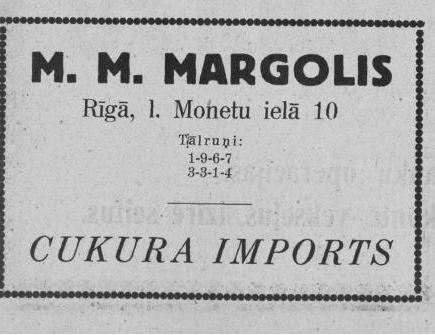 M. M. MARGOLIS
Rīgā, l. Monetu ielā 10
Tālruņi:
1-9-6-7
3-3-1-4
CUKURA IMPORTS